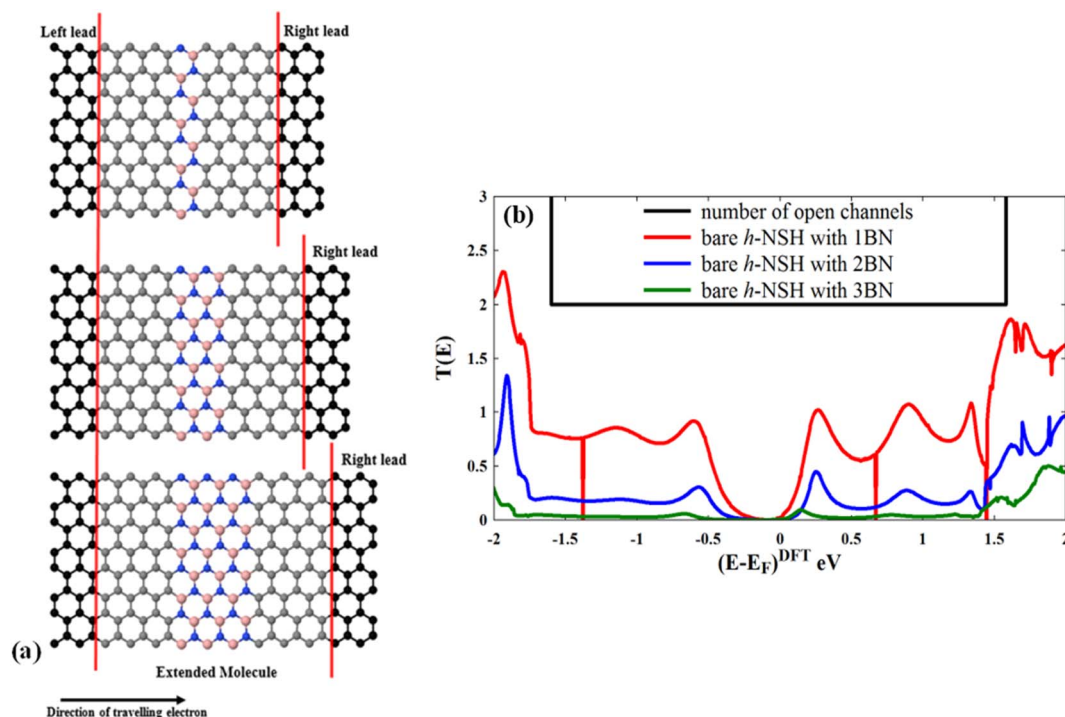 Left lead
Right lead
Right lead
Right lead
(a)
Extended Molecule
Direction of travelling electron
(b)
number of open channels
bare h-NSH with 1BN
bare h-NSH with 2BN
bare h-NSH with 3BN
3
2.5
2
1.5
1
0.5
0
T(E)
-2 -1.5 -1 -0.5 0 0.5 1 1.5 2
(E-E_F)^DFT eV